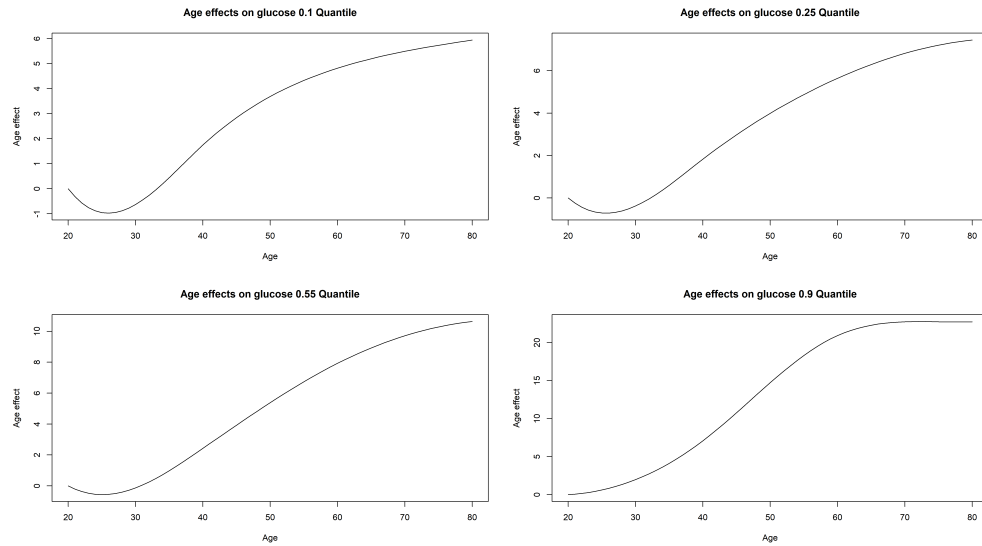 Age effects on glucose 0.1 Quantile
6
5
4
3
2
1
0
-1
Age effect
20 30 40 50 60 70 80
Age
Age effects on glucose 0.25 Quantile
6
4
2
0
Age effect
20 30 40 50 60 70 80
Age
Age effects on glucose 0.55 Quantile
10
8
6
4
2
0
Age effect
20 30 40 50 60 70 80
Age
Age effects on glucose 0.9 Quantile
20
15
10
5
0
Age effect
20 30 40 50 60 70 80
Age